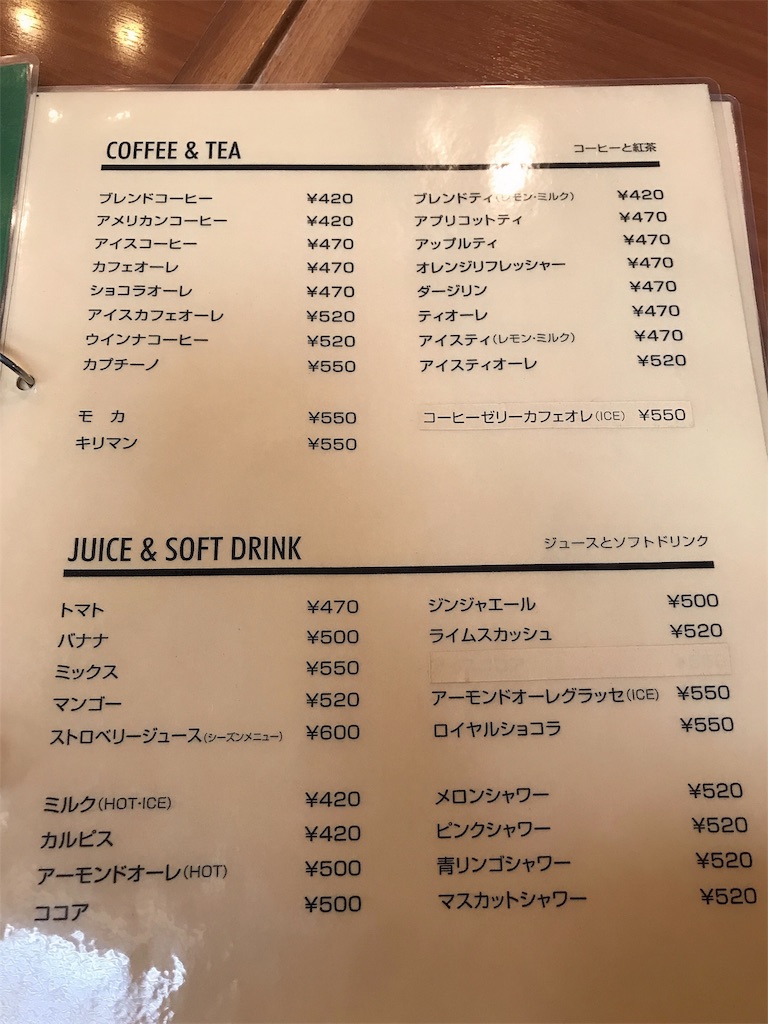 COFFEE & TEA
コーヒーと紅茶
ブレンドコーヒー ¥420
アメリカンコーヒー ¥420
アイスコーヒー ¥470
カフェオーレ ¥470
ショコラオーレ ¥470
アイスカフェオーレ ¥520
ウインナコーヒー ¥520
カプチーノ ¥550
モ カ ¥550
キリマン ¥550
ブレンドティ(レモン・ミルク) ¥420
アプリコットティ ¥470
アップルティ ¥470
オレンジリフレッシャー ¥470
ダージリン ¥470
ティオーレ ¥470
アイスティ(レモン・ミルク) ¥470
アイスティオーレ ¥520
コーヒーゼリーカフェオレ(ICE) ¥550
JUICE & SOFT DRINK
ジュースとソフトドリンク
トマト ¥470
バナナ ¥500
ミックス ¥550
マンゴー ¥520
ストロベリージュース(シーズンメニュー) ¥600
ミルク(HOT・ICE) ¥420
カルピス ¥420
アーモンドオーレ(HOT) ¥500
ココア ¥500
ジンジャエール ¥500
ライムスカッシュ ¥520
アーモンドオーレグラッセ(ICE) ¥550
ロイヤルショコラ ¥550
メロンシャワー ¥520
ピンクシャワー ¥520
青リンゴシャワー ¥520
マスカットシャワー ¥520